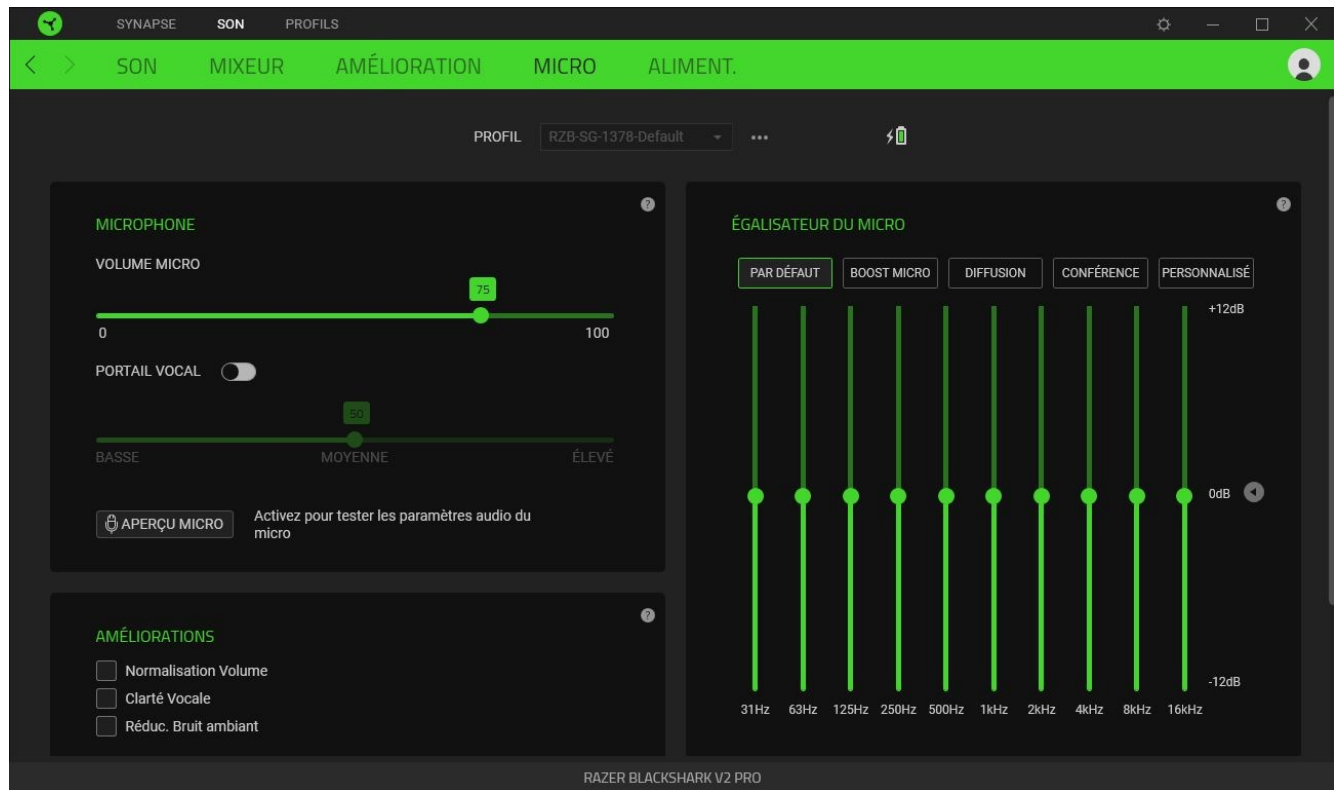 SYNAPSE SON PROFILS
SON MIXEUR AMÉLIORATION MICRO ALIMENT.
PROFIL RZB-SG-1378-Default
MICROPHONE
VOLUME MICRO
75
0 100
PORTAIL VOCAL
50
BASSE MOYENNE ÉLEVÉ
APERÇU MICRO
Activez pour tester les paramètres audio du
micro
AMÉLIORATIONS
Normalisation Volume
Clarté Vocale
Réduc. Bruit ambiant
ÉGALISATEUR DU MICRO
PAR DÉFAUT BOOST MICRO DIFFUSION CONFÉRENCE PERSONNALISÉ
+12dB
0dB
-12dB
31Hz 63Hz 125Hz 250Hz 500Hz 1kHz 2kHz 4kHz 8kHz 16kHz
RAZER BLACKSHARK V2 PRO